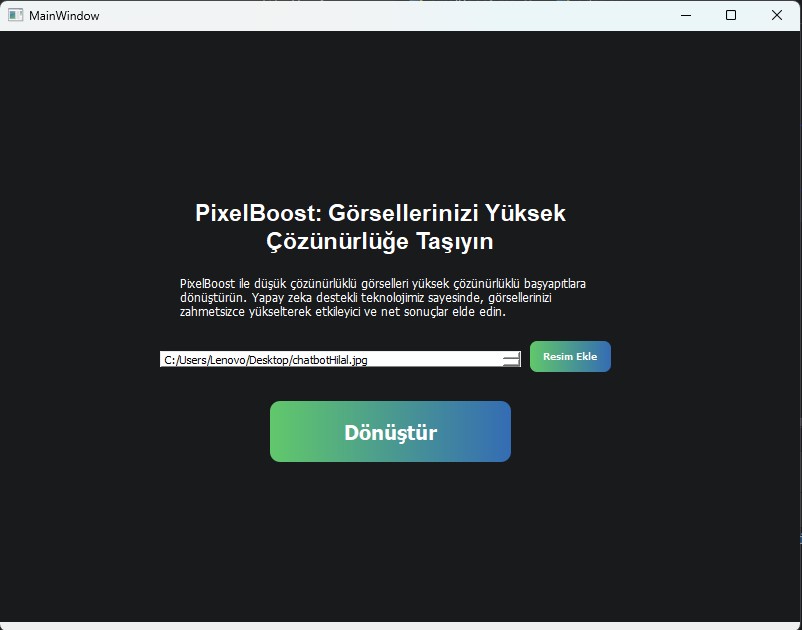 MainWindow
PixelBoost: Görsellerinizi Yüksek
Çözünürlüğe Taşıyın
PixelBoost ile düşük çözünürlüklü görselleri yüksek çözünürlüklü başyapıtlara
dönüştürün. Yapay zeka destekli teknolojimiz sayesinde, görsellerinizi
zahmetsizce yükselterek etkileyici ve net sonuçlar elde edin.
C:/Users/Lenovo/Desktop/chatbotHilal.jpg
Resim Ekle
Dönüştür